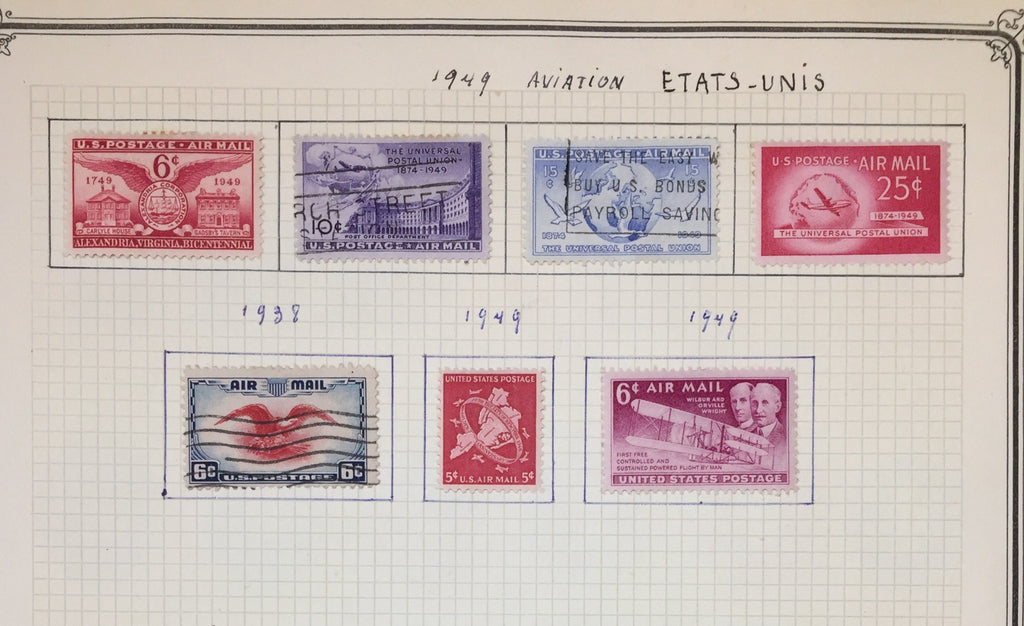 1949 AVIATION ETATS-UNIS
U.S. POSTAGE • AIR MAIL
6¢
1749 1949
CARLYLE HOUSE GADSBY'S TAVERN
ALEXANDRIA, VIRGINIA, BICENTENNIAL
THE UNIVERSAL
POSTAL UNION•
1874-1949
RCH STREET
10¢
POST OFFICE DEPARTMENT
U.S. POSTAGE • AIR MAIL
U.S. POSTAGE AIR MAIL
15¢ 15¢
SAVE THE EASY W
BUY U.S. BONDS
PAYROLL SAVING
1874 1949
THE UNIVERSAL POSTAL UNION
U•S•POSTAGE • AIR MAIL
25¢
1874-1949
THE UNIVERSAL POSTAL UNION
1938
1949
1949
AIR MAIL
6¢ 6¢
U.S. POSTAGE
UNITED STATES POSTAGE
5¢ U.S. AIR MAIL 5¢
6¢ AIR MAIL
WILBUR AND
ORVILLE
WRIGHT
FIRST FREE
CONTROLLED AND
SUSTAINED POWERED FLIGHT BY MAN
UNITED STATES POSTAGE